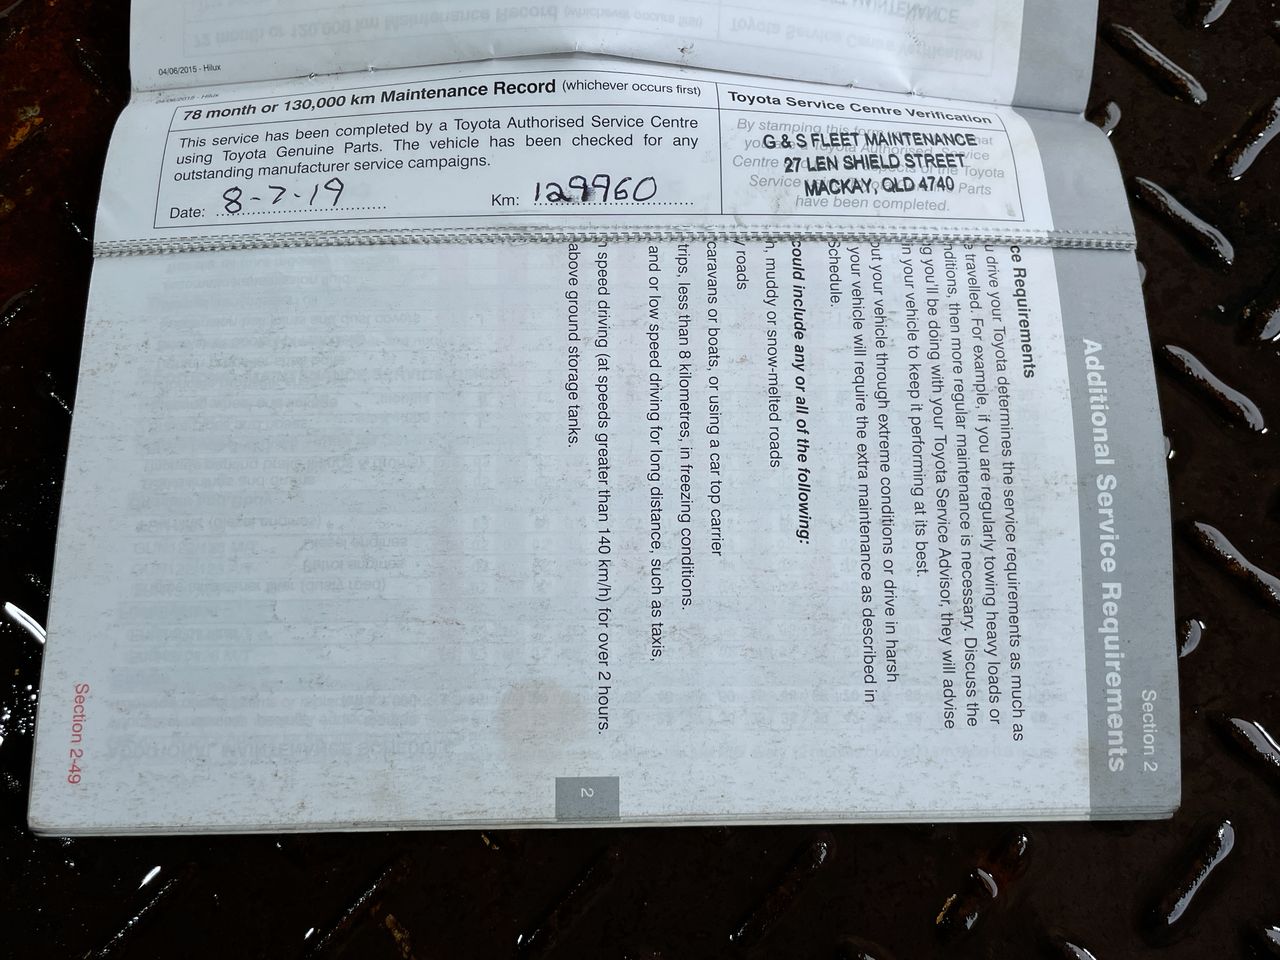 04/06/2015 - Hilux
78 month or 130,000 km Maintenance Record (whichever occurs first)
This service has been completed by a Toyota Authorised Service Centre
using Toyota Genuine Parts. The vehicle has been checked for any
outstanding manufacturer service campaigns.
Date: 8-7-19
Km: 129960
Toyota Service Centre Verification
By stamping this
G & S FLEET MAINTENANCE
27 LEN SHIELD STREET
MACKAY, QLD 4740
Centre
Service
Toyota
Parts
have been completed.
Section 2
Additional Service Requirements
ce Requirements
u drive your Toyota determines the service requirements as much as
e travelled. For example, if you are regularly towing heavy loads or
nditions, then more regular maintenance is necessary. Discuss the
g you'll be doing with your Toyota Service Advisor, they will advise
n your vehicle to keep it performing at its best.
out your vehicle through extreme conditions or drive in harsh
your vehicle will require the extra maintenance as described in
Schedule.
could include any or all of the following:
h, muddy or snow-melted roads
y roads
caravans or boats, or using a car top carrier
trips, less than 8 kilometres, in freezing conditions.
and or low speed driving for long distance, such as taxis,
h speed driving (at speeds greater than 140 km/h) for over 2 hours.
above ground storage tanks.
2
Section 2-49